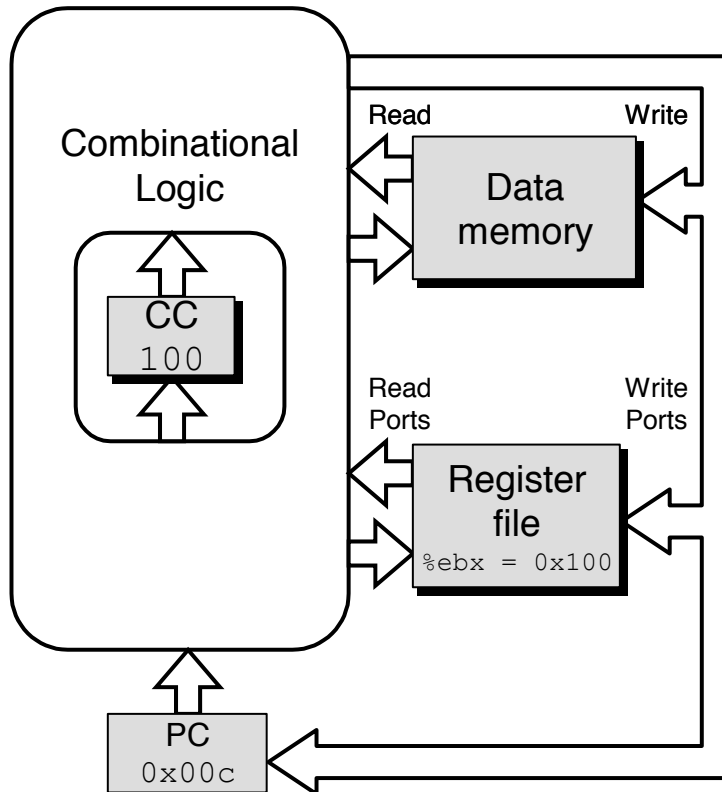 Combinational
Logic
CC
100
Read
Write
Data
memory
Read
Ports
Write
Ports
Register
file
%ebx = 0x100
PC
0x00c